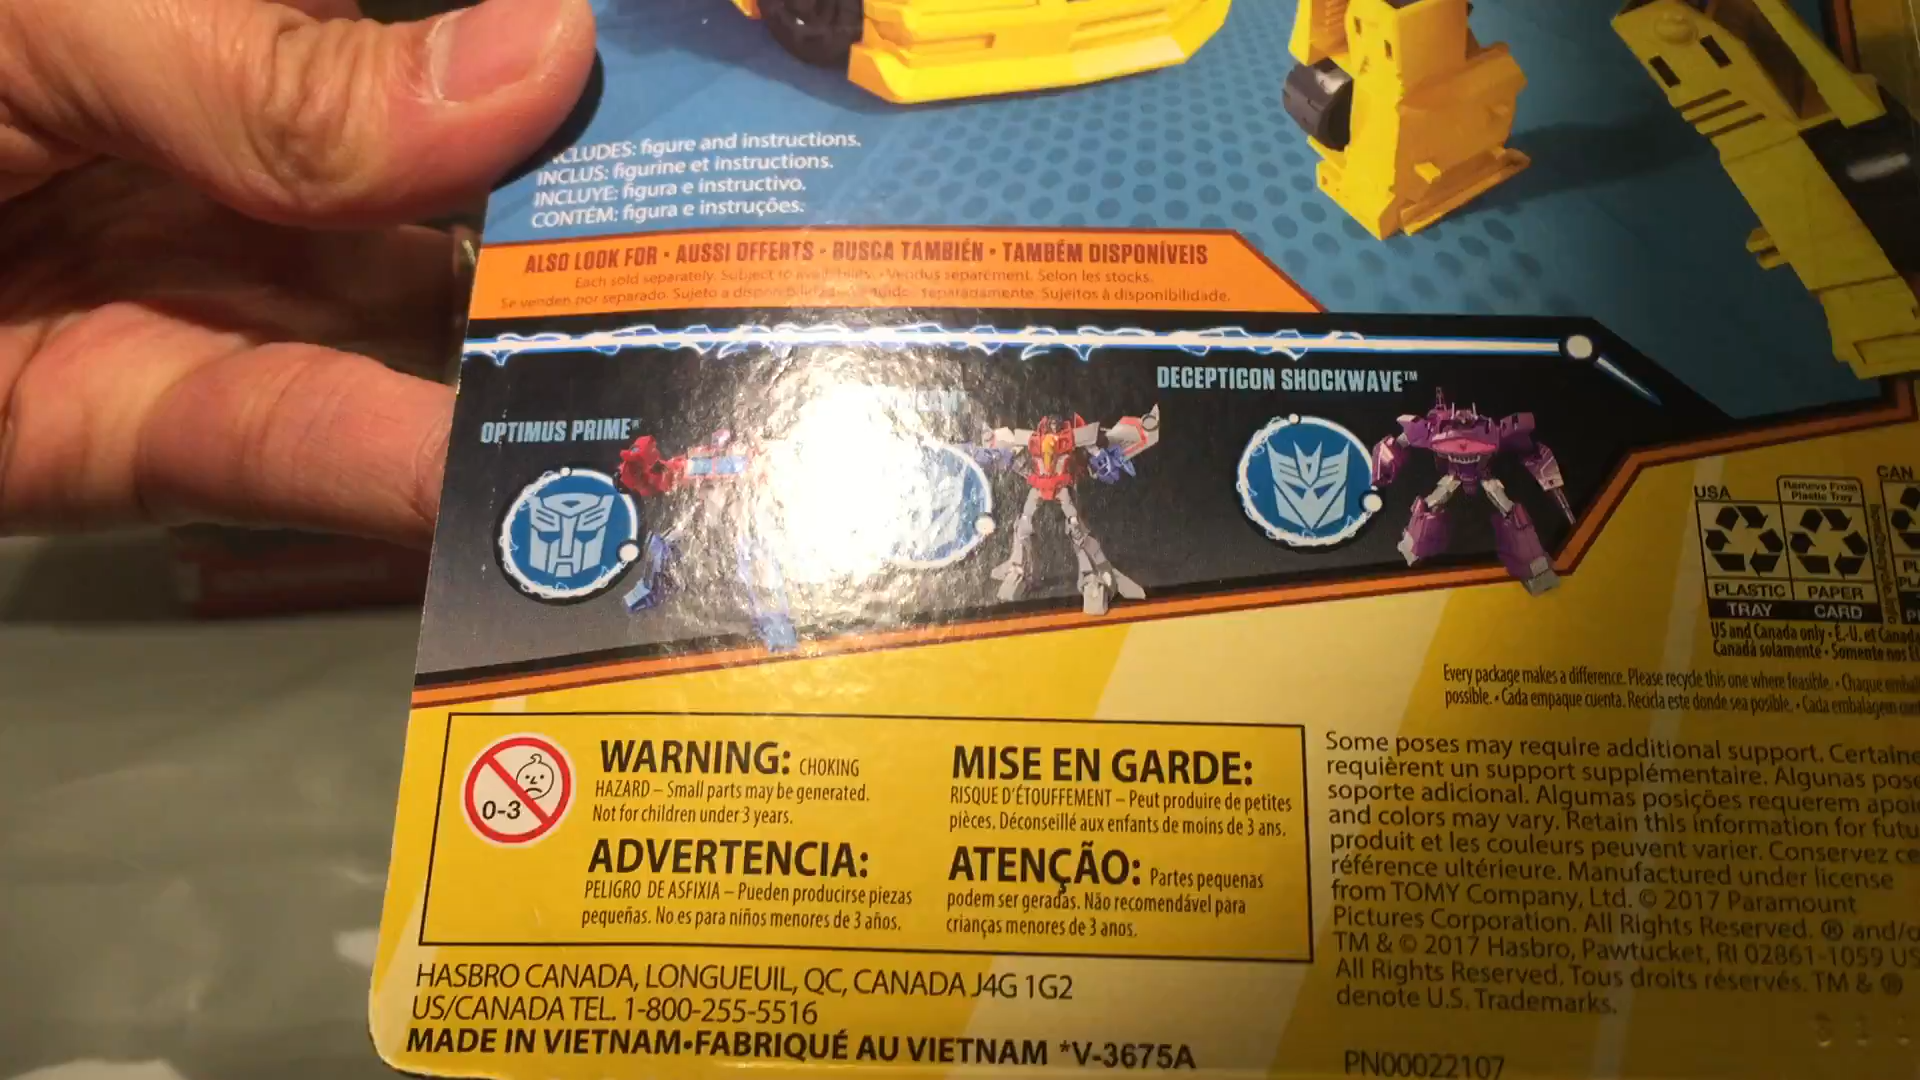 CLUDES: figure and instructions.
INCLUS: figurine et instructions.
INCLUYE: figura e instructivo.
CONTÉM: figura e instruções.
ALSO LOOK FOR • AUSSI OFFERTS • BUSCA TAMBIÉN • TAMBÉM DISPONÍVEIS
Each sold separately. Subject to availability. • Vendus séparément. Selon les stocks.
Se venden por separado. Sujeto a separadamente. Sujeitos à disponibilidade.
DECEPTICON SHOCKWAVE™
OPTIMUS PRIME
USA
Remove From
Plastic Tray
CAN
PLASTIC
TRAY
PAPER
CARD
US and Canada only • É.-U. et Canada
Canadá solamente • Somente nos
Every package makes a difference. Please recycle this one where feasible. • Chaque
possible. • Cada empaque cuenta. Recicla este donde sea posible. • Cada embalagem
0-3
WARNING: CHOKING
HAZARD – Small parts may be generated.
Not for children under 3 years.
MISE EN GARDE:
RISQUE D'ÉTOUFFEMENT – Peut produire de petites
pièces. Déconseillé aux enfants de moins de 3 ans.
ADVERTENCIA:
PELIGRO DE ASFIXIA – Pueden producirse piezas
pequeñas. No es para niños menores de 3 años.
ATENÇÃO: Partes pequenas
podem ser geradas. Não recomendável para
crianças menores de 3 anos.
Some poses may require additional support. Certaine
requièrent un support supplémentaire. Algunas pose
soporte adicional. Algumas posições requerem apoi
and colors may vary. Retain this information for futu
produit et les couleurs peuvent varier. Conservez ce
référence ultérieure. Manufactured under license
from TOMY Company, Ltd. © 2017 Paramount
Pictures Corporation. All Rights Reserved. ® and/o
TM & © 2017 Hasbro, Pawtucket, RI 02861-1059 US
All Rights Reserved. Tous droits réservés. TM & ®
denote U.S. Trademarks.
HASBRO CANADA, LONGUEUIL, QC, CANADA J4G 1G2
US/CANADA TEL. 1-800-255-5516
MADE IN VIETNAM•FABRIQUÉ AU VIETNAM *V-3675A
PN00022107